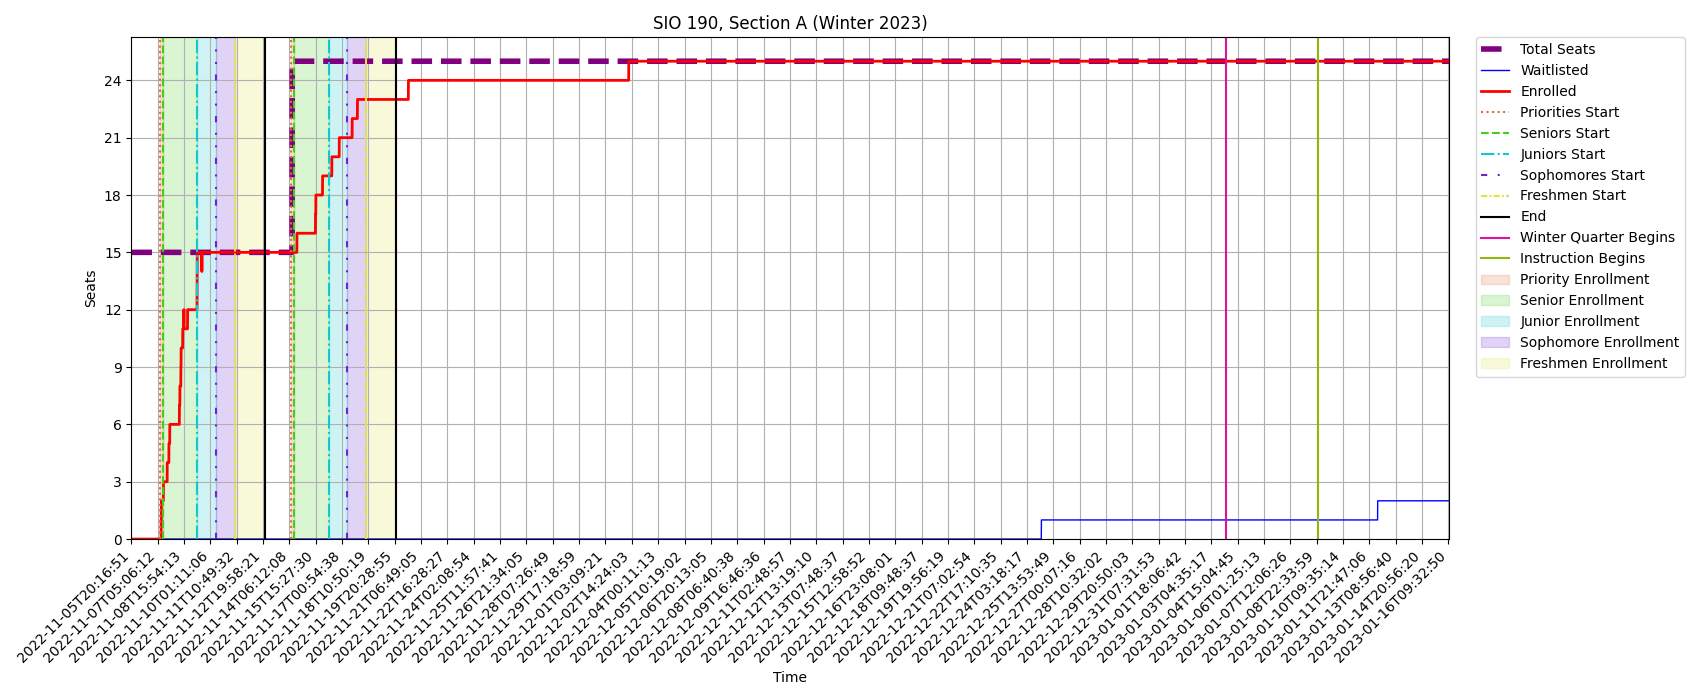 SIO 190, Section A (Winter 2023)
Seats
24
21
18
15
12
9
6
3
0
2022-11-05T20:16:51
2022-11-07T05:06:12
2022-11-08T15:54:13
2022-11-10T01:11:06
2022-11-11T10:49:32
2022-11-12T19:58:21
2022-11-14T06:12:09
2022-11-15T15:27:30
2022-11-17T00:54:38
2022-11-18T10:50:19
2022-11-19T20:28:55
2022-11-21T06:49:05
2022-11-22T16:28:27
2022-11-24T02:08:54
2022-11-25T11:57:41
2022-11-26T21:34:05
2022-11-28T07:26:49
2022-11-29T17:18:59
2022-12-01T03:09:21
2022-12-02T14:24:03
2022-12-04T00:11:13
2022-12-05T10:19:02
2022-12-06T20:13:05
2022-12-08T06:40:38
2022-12-09T16:46:36
2022-12-11T02:48:57
2022-12-12T13:19:10
2022-12-13T07:48:37
2022-12-15T12:58:52
2022-12-16T23:08:01
2022-12-18T09:48:37
2022-12-19T19:56:19
2022-12-21T07:02:54
2022-12-22T17:10:35
2022-12-24T03:18:17
2022-12-25T13:53:49
2022-12-27T00:07:16
2022-12-28T10:32:02
2022-12-29T20:50:03
2022-12-31T07:31:53
2023-01-01T18:06:42
2023-01-03T04:35:17
2023-01-04T15:04:45
2023-01-06T01:25:13
2023-01-07T12:06:26
2023-01-08T22:33:59
2023-01-10T09:35:14
2023-01-11T21:47:06
2023-01-13T08:56:40
2023-01-14T20:56:20
2023-01-16T09:32:50
Time
Total Seats
Waitlisted
Enrolled
Priorities Start
Seniors Start
Juniors Start
Sophomores Start
Freshmen Start
End
Winter Quarter Begins
Instruction Begins
Priority Enrollment
Senior Enrollment
Junior Enrollment
Sophomore Enrollment
Freshmen Enrollment